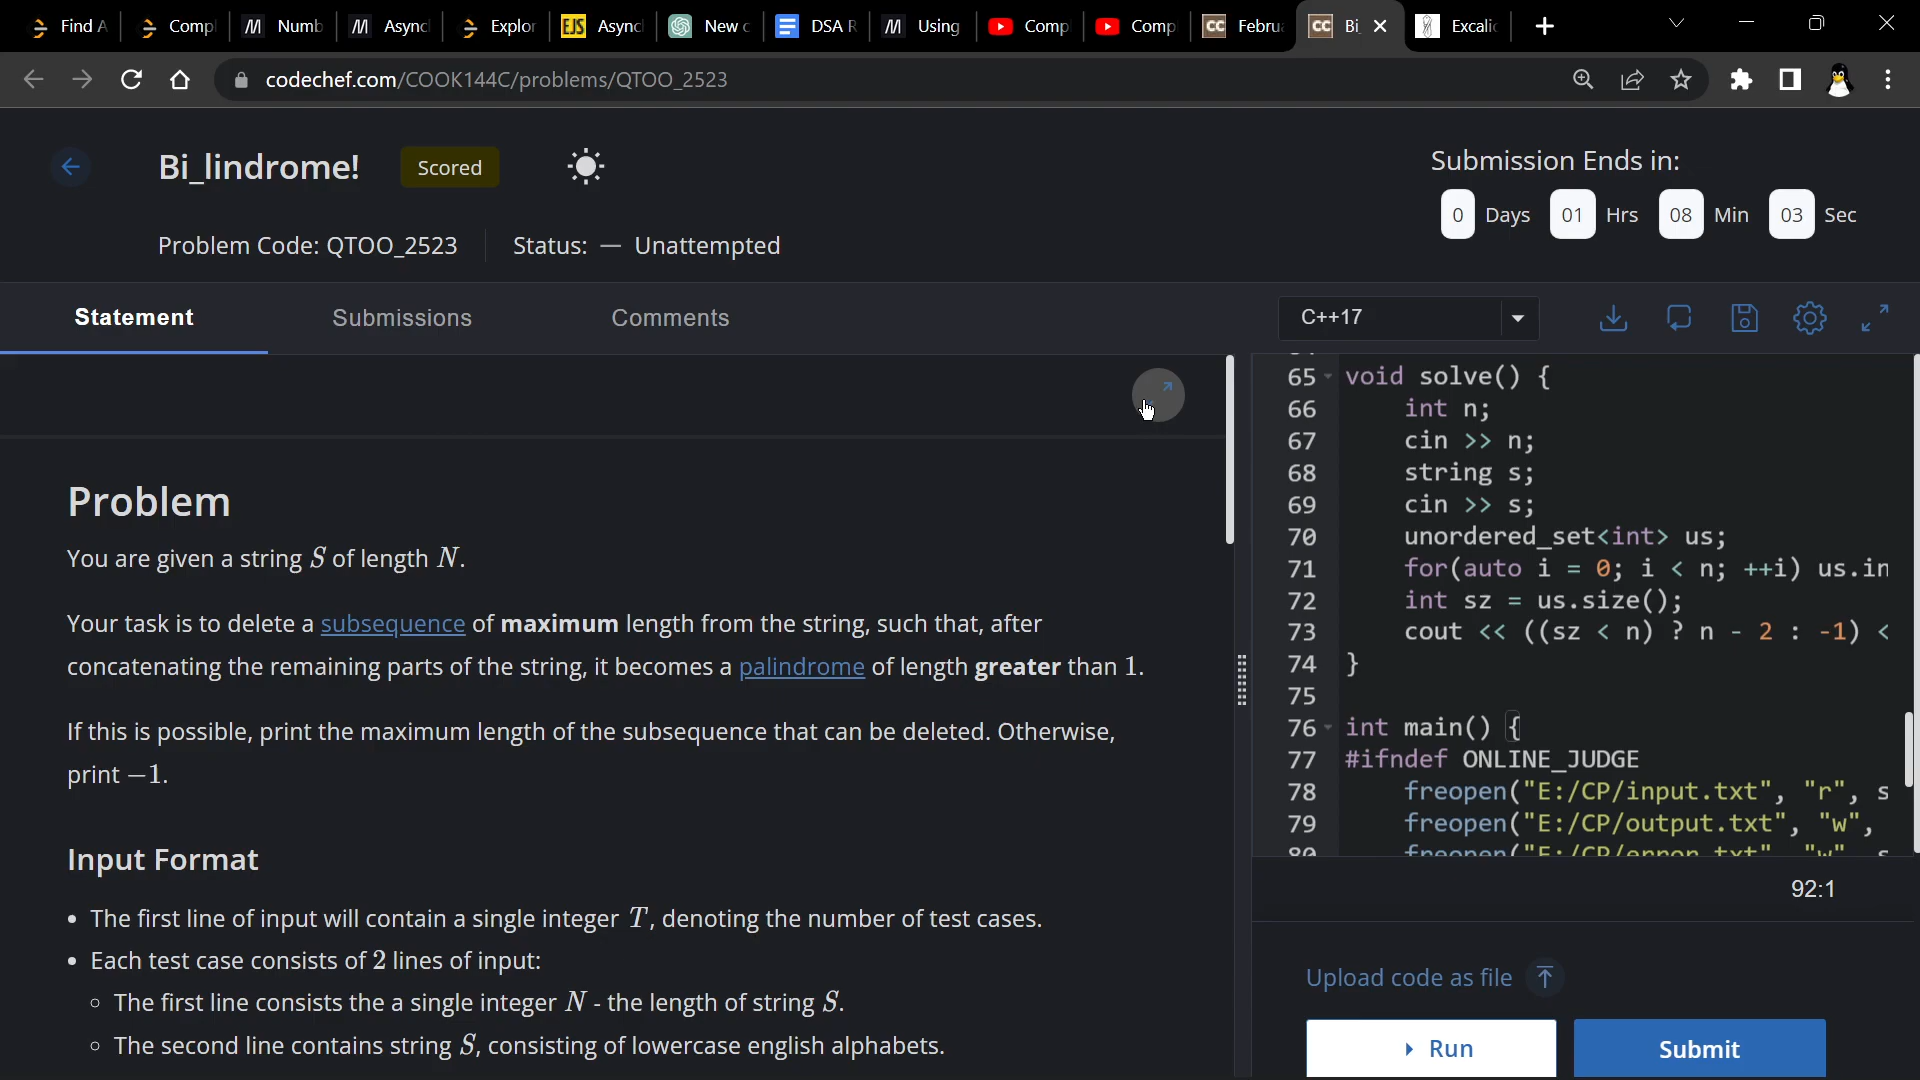 Find A Compl Numb Async Explor Async New c DSA R Using Comp Comp Februa Bi_ Excali
codechef.com/COOK144C/problems/QTOO_2523
Bi_lindrome! Scored
Submission Ends in:
0 Days 01 Hrs 08 Min 03 Sec
Problem Code: QTOO_2523 Status: — Unattempted
Statement Submissions Comments
C++17
Problem
You are given a string S of length N.
Your task is to delete a subsequence of maximum length from the string, such that, after
concatenating the remaining parts of the string, it becomes a palindrome of length greater than 1.
If this is possible, print the maximum length of the subsequence that can be deleted. Otherwise,
print −1.
Input Format
• The first line of input will contain a single integer T, denoting the number of test cases.
• Each test case consists of 2 lines of input:
◦ The first line consists the a single integer N - the length of string S.
◦ The second line contains string S, consisting of lowercase english alphabets.
65 void solve() {
66 int n;
67 cin >> n;
68 string s;
69 cin >> s;
70 unordered_set<int> us;
71 for(auto i = 0; i < n; ++i) us.in
72 int sz = us.size();
73 cout << ((sz < n) ? n - 2 : -1) <
74 }
75
76 int main() {
77 #ifndef ONLINE_JUDGE
78 freopen("E:/CP/input.txt", "r", s
79 freopen("E:/CP/output.txt", "w",
80 freopen("E:/CP/error.txt", "w", s
92:1
Upload code as file
Run Submit